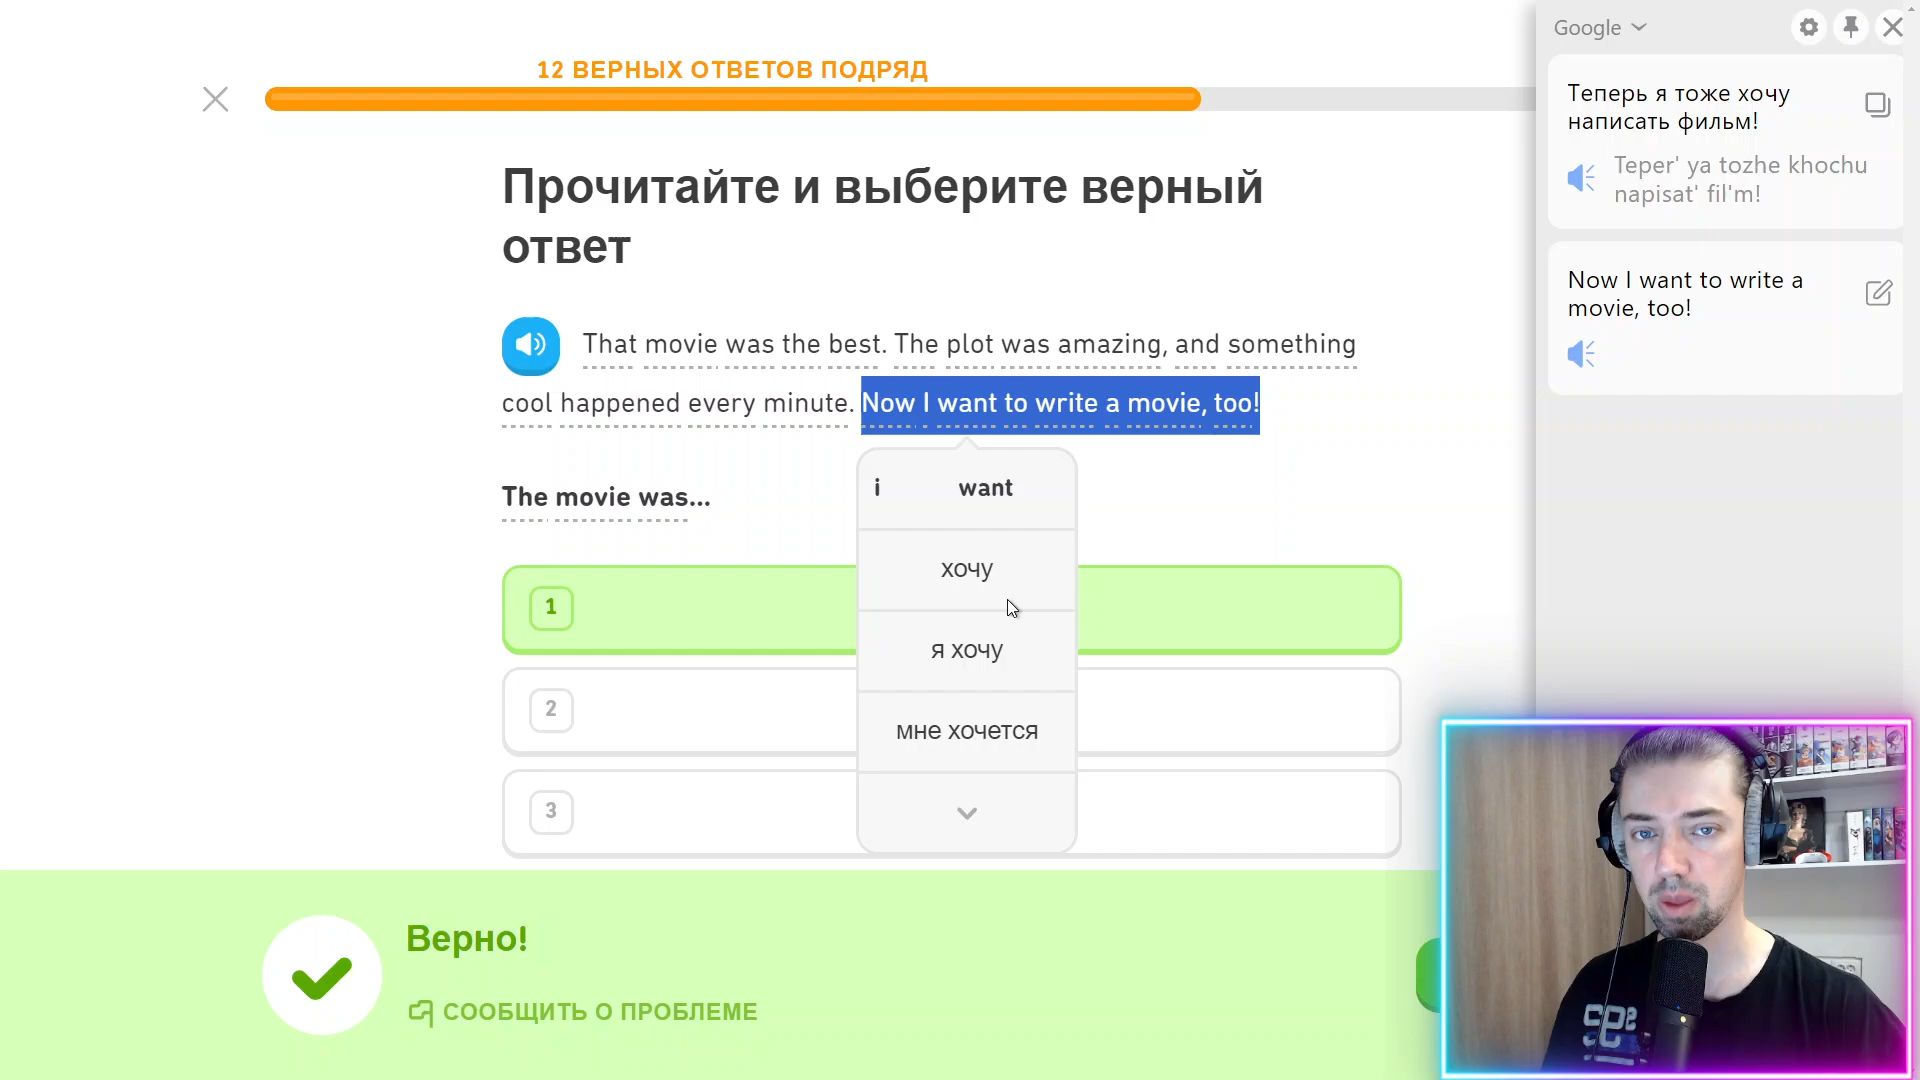 Google
12 ВЕРНЫХ ОТВЕТОВ ПОДРЯД
Теперь я тоже хочу
написать фильм!
Teper' ya tozhe khochu
napisat' fil'm!
Now I want to write a
movie, too!
Прочитайте и выберите верный
ответ
That movie was the best. The plot was amazing, and something
cool happened every minute. Now I want to write a movie, too!
i want
хочу
я хочу
мне хочется
The movie was...
1
2
3
Верно!
СООБЩИТЬ О ПРОБЛЕМЕ